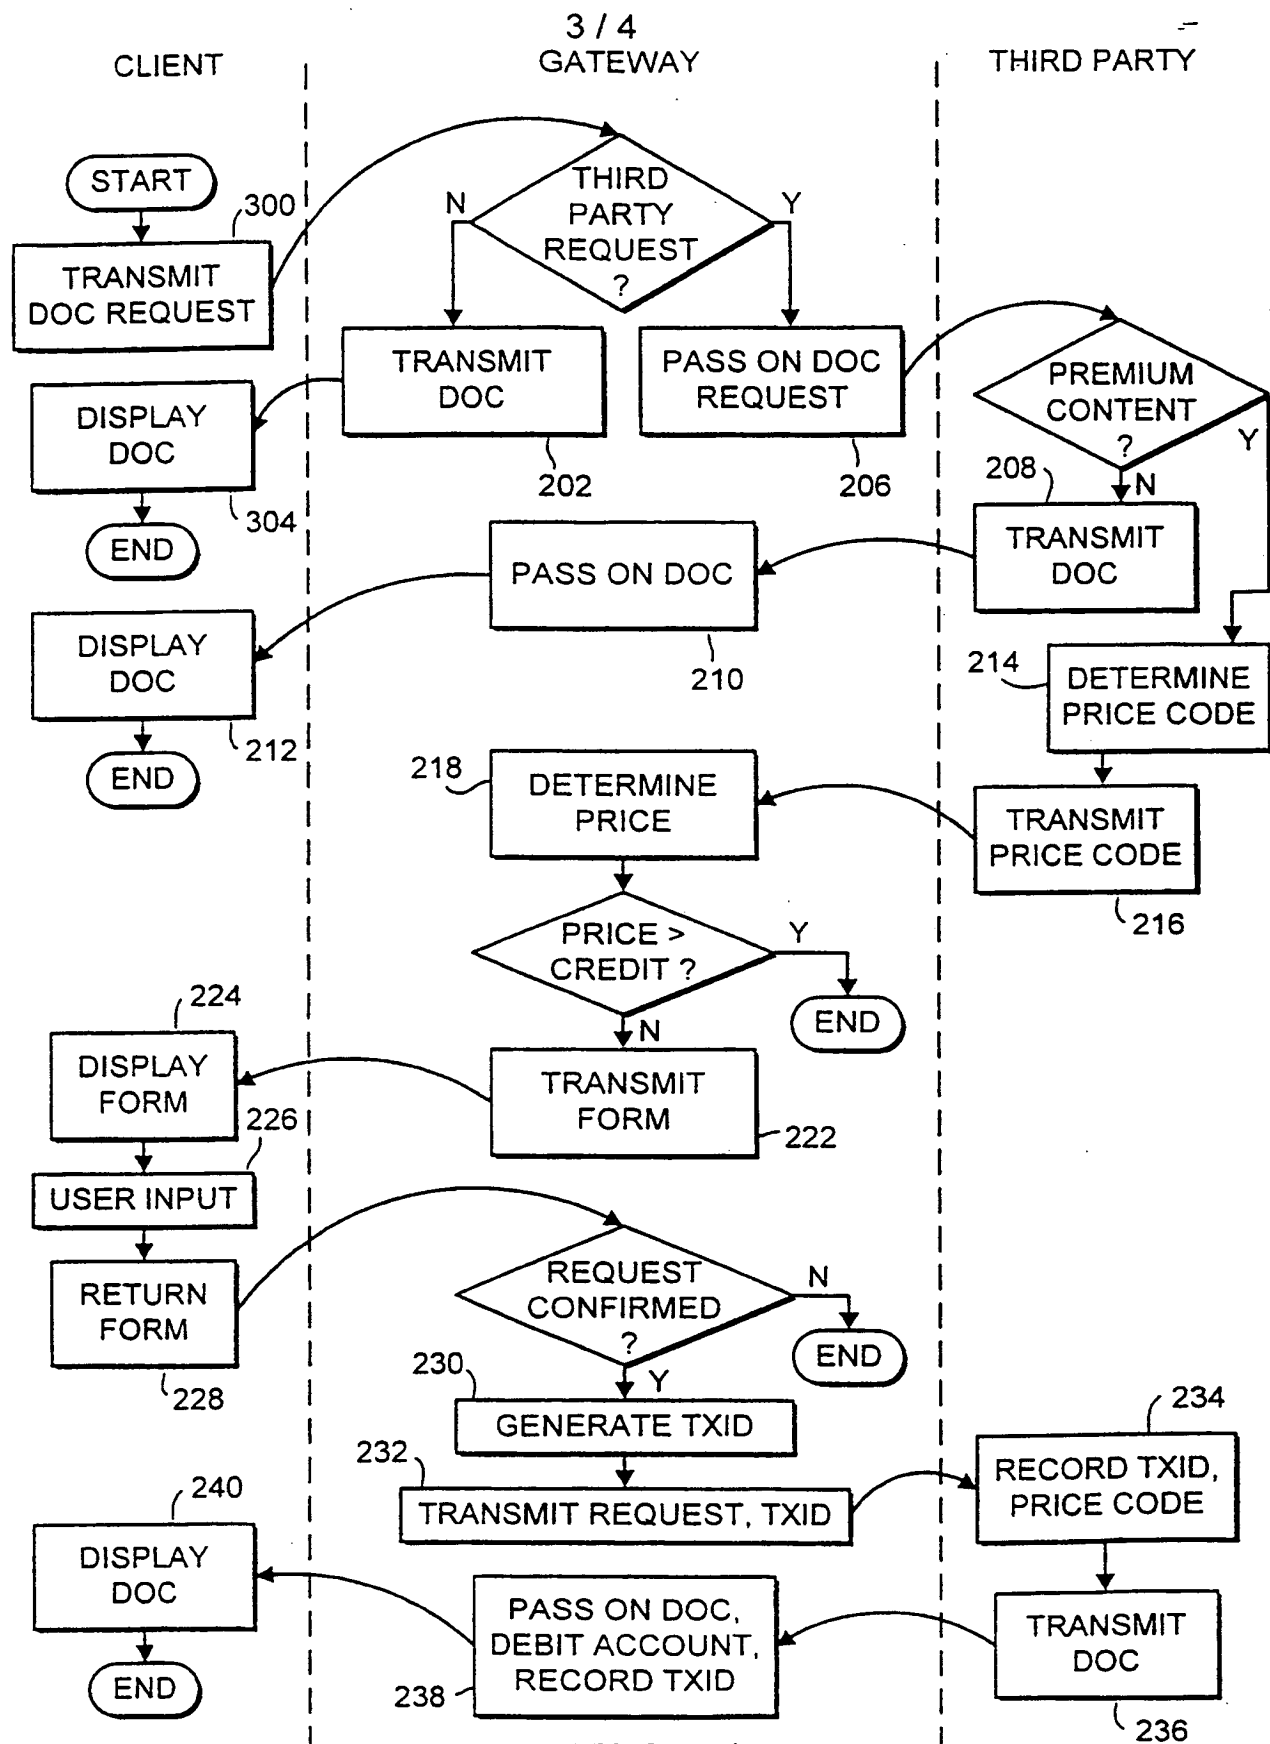 3 / 4
CLIENT
GATEWAY
THIRD PARTY
START
300
TRANSMIT
DOC REQUEST
THIRD
PARTY
REQUEST
?
N
Y
TRANSMIT
DOC
202
PASS ON DOC
REQUEST
206
PREMIUM
CONTENT
?
Y
N
DISPLAY
DOC
304
END
208
TRANSMIT
DOC
PASS ON DOC
210
DISPLAY
DOC
212
END
214
DETERMINE
PRICE CODE
218
DETERMINE
PRICE
TRANSMIT
PRICE CODE
216
PRICE >
CREDIT ?
Y
END
N
224
DISPLAY
FORM
TRANSMIT
FORM
222
226
USER INPUT
RETURN
FORM
228
REQUEST
CONFIRMED
?
N
END
Y
230
GENERATE TXID
232
TRANSMIT REQUEST, TXID
234
RECORD TXID,
PRICE CODE
240
DISPLAY
DOC
END
PASS ON DOC,
DEBIT ACCOUNT,
RECORD TXID
238
TRANSMIT
DOC
236